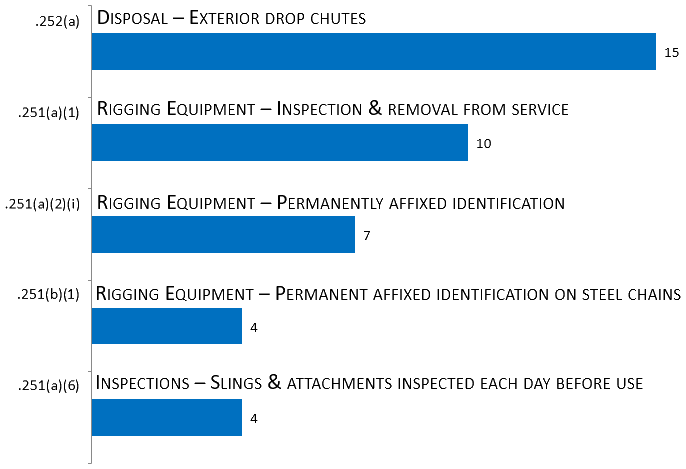 .252(a)
Disposal – Exterior drop chutes
15
.251(a)(1)
Rigging Equipment – Inspection & removal from service
10
.251(a)(2)(i)
Rigging Equipment – Permanently affixed identification
7
.251(b)(1)
Rigging Equipment – Permanent affixed identification on steel chains
4
.251(a)(6)
Inspections – Slings & attachments inspected each day before use
4